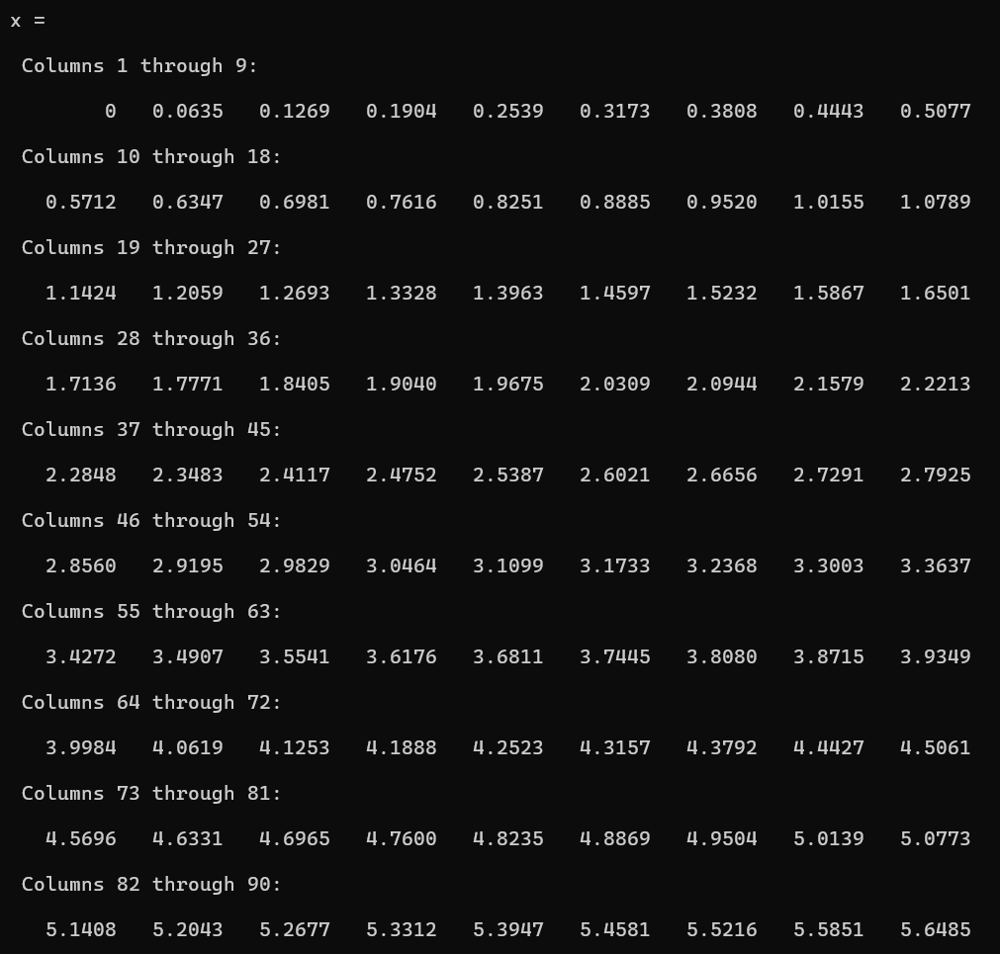 x =
Columns 1 through 9:
0 0.0635 0.1269 0.1904 0.2539 0.3173 0.3808 0.4443 0.5077
Columns 10 through 18:
0.5712 0.6347 0.6981 0.7616 0.8251 0.8885 0.9520 1.0155 1.0789
Columns 19 through 27:
1.1424 1.2059 1.2693 1.3328 1.3963 1.4597 1.5232 1.5867 1.6501
Columns 28 through 36:
1.7136 1.7771 1.8405 1.9040 1.9675 2.0309 2.0944 2.1579 2.2213
Columns 37 through 45:
2.2848 2.3483 2.4117 2.4752 2.5387 2.6021 2.6656 2.7291 2.7925
Columns 46 through 54:
2.8560 2.9195 2.9829 3.0464 3.1099 3.1733 3.2368 3.3003 3.3637
Columns 55 through 63:
3.4272 3.4907 3.5541 3.6176 3.6811 3.7445 3.8080 3.8715 3.9349
Columns 64 through 72:
3.9984 4.0619 4.1253 4.1888 4.2523 4.3157 4.3792 4.4427 4.5061
Columns 73 through 81:
4.5696 4.6331 4.6965 4.7600 4.8235 4.8869 4.9504 5.0139 5.0773
Columns 82 through 90:
5.1408 5.2043 5.2677 5.3312 5.3947 5.4581 5.5216 5.5851 5.6485